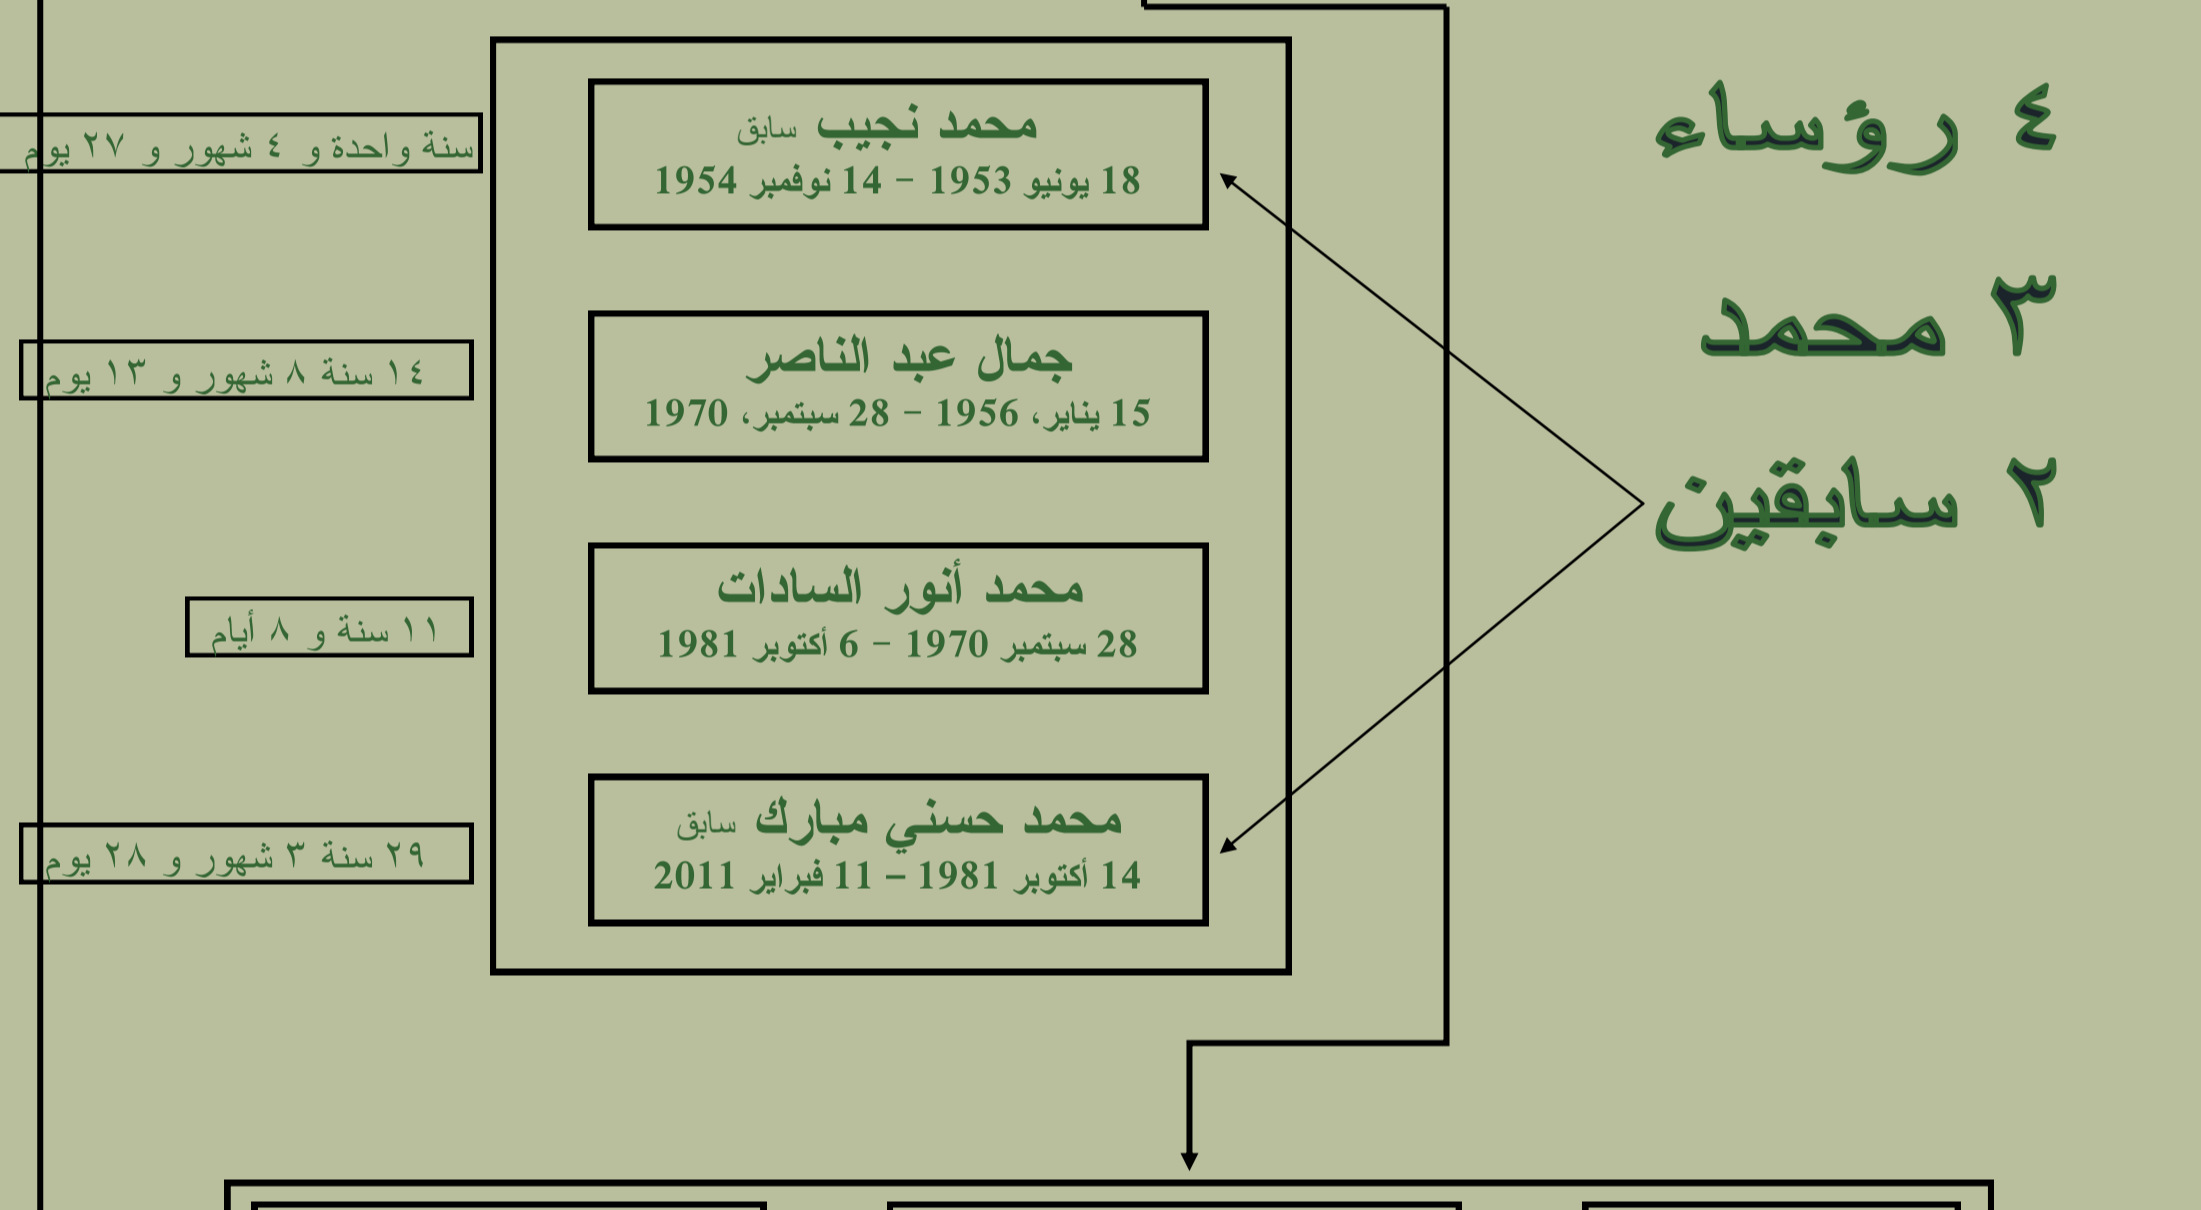 ٤ رؤساء
٣ محمد
٢ سابقين
محمد نجيب سابق
18 يونيو 1953 – 14 نوفمبر 1954
سنة واحدة و ٤ شهور و ٢٧ يوم
جمال عبد الناصر
15 يناير، 1956 – 28 سبتمبر، 1970
١٤ سنة ٨ شهور و ١٣ يوم
محمد أنور السادات
28 سبتمبر 1970 – 6 أكتوبر 1981
١١ سنة و ٨ أيام
محمد حسني مبارك سابق
14 أكتوبر 1981 – 11 فبراير 2011
٢٩ سنة ٣ شهور و ٢٨ يوم